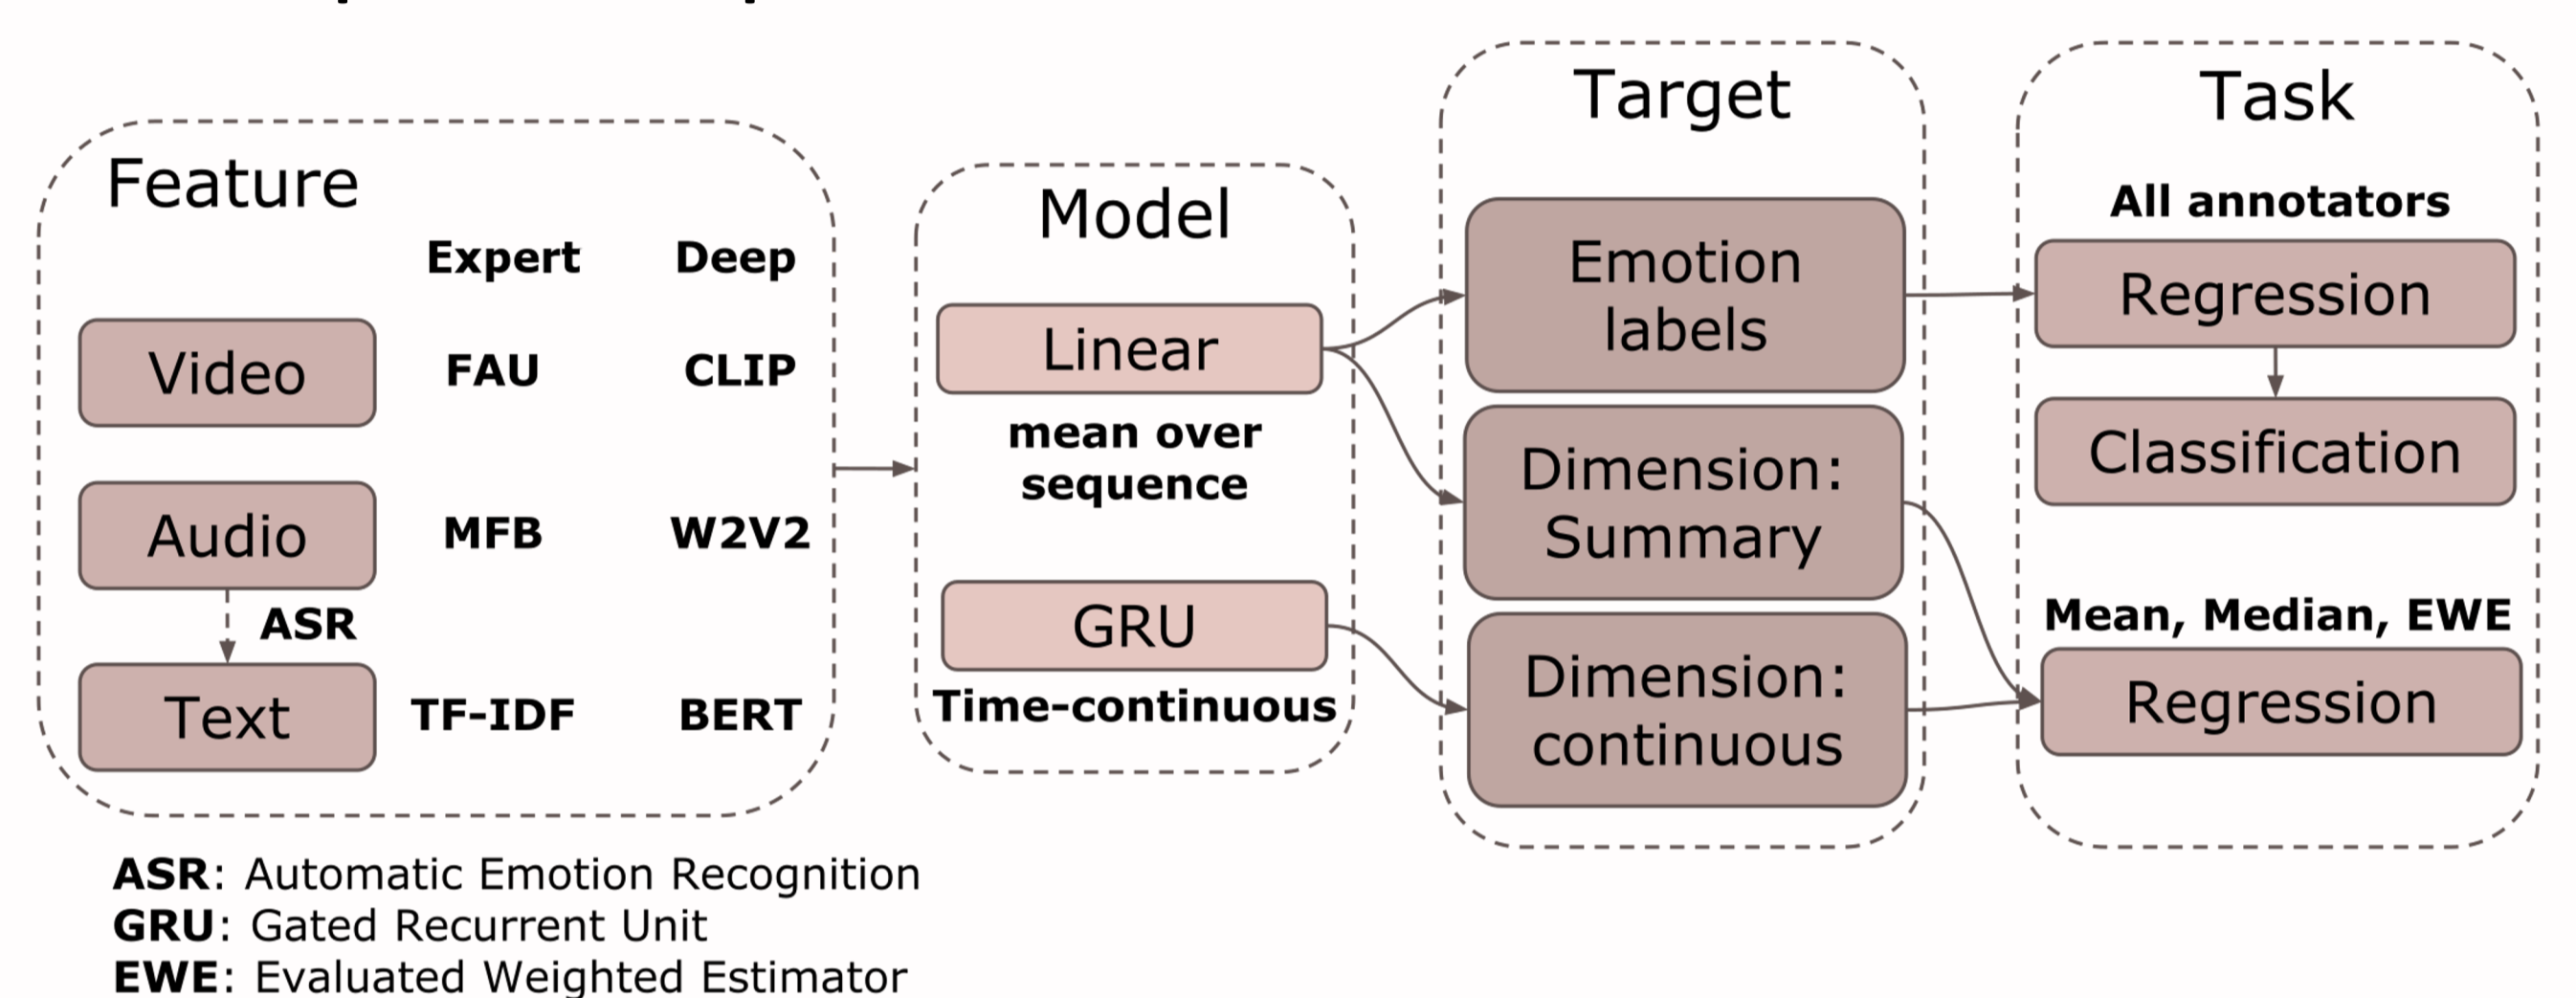 Feature
Expert Deep
Video FAU CLIP
Audio MFB W2V2
ASR
Text TF-IDF BERT
Model
Linear
mean over
sequence
GRU
Time-continuous
Target
Emotion
labels
Dimension:
Summary
Dimension:
continuous
Task
All annotators
Regression
Classification
Mean, Median, EWE
Regression
ASR: Automatic Emotion Recognition
GRU: Gated Recurrent Unit
EWE: Evaluated Weighted Estimator